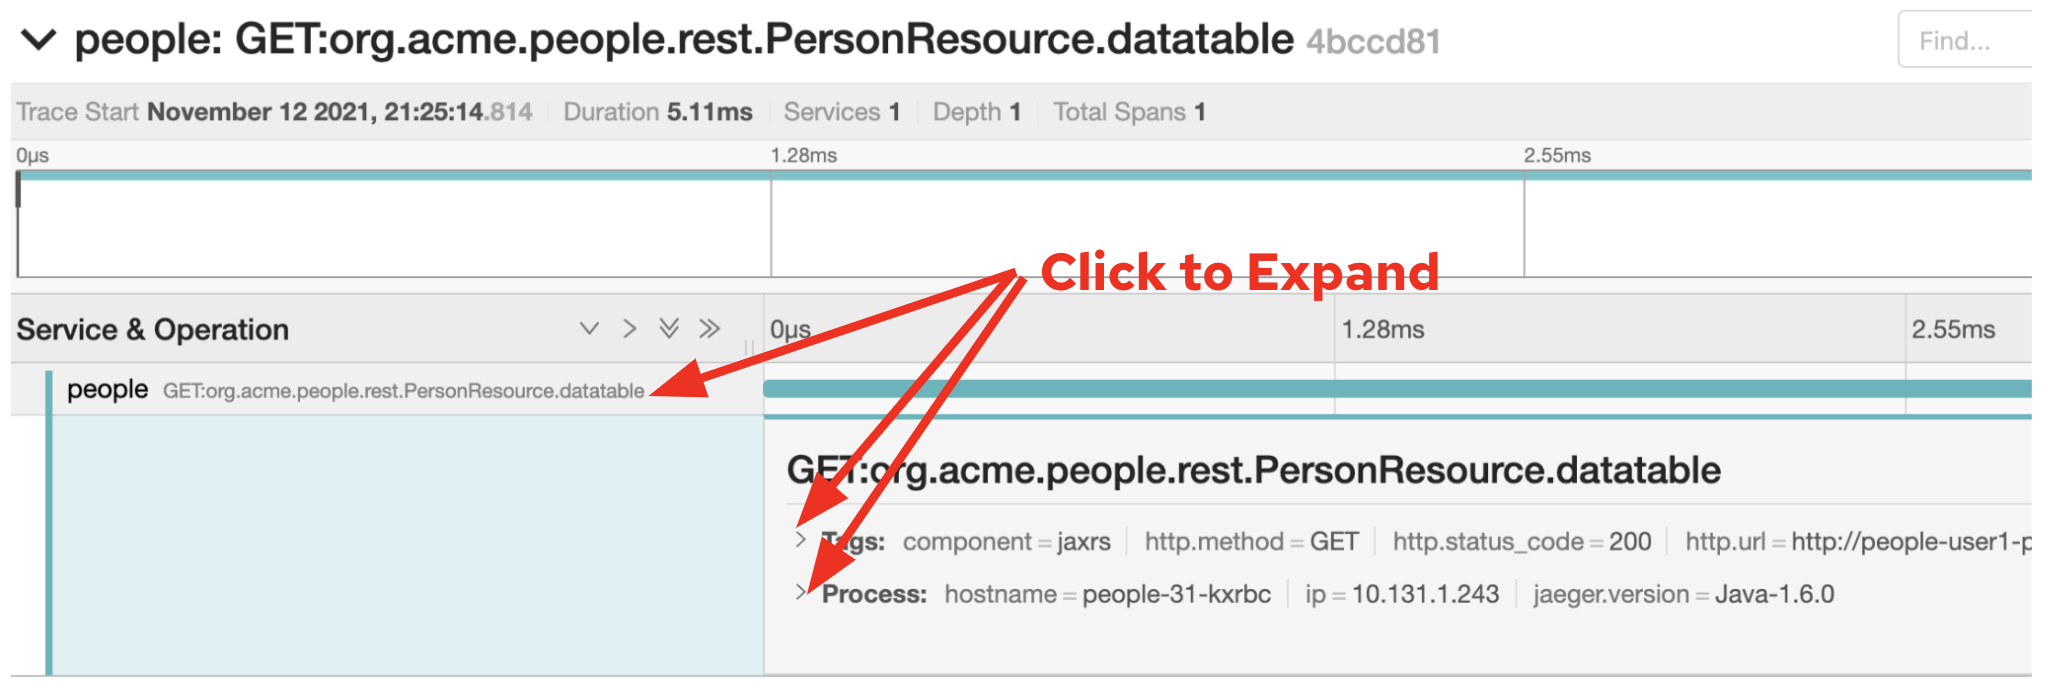 people: GET:org.acme.people.rest.PersonResource.datatable 4bccd81
Find...
Trace Start November 12 2021, 21:25:14.814 Duration 5.11ms Services 1 Depth 1 Total Spans 1
0μs 1.28ms 2.55ms
Click to Expand
Service & Operation 0μs 1.28ms 2.55ms
people GET:org.acme.people.rest.PersonResource.datatable
GET:org.acme.people.rest.PersonResource.datatable
Tags: component = jaxrs http.method = GET http.status_code = 200 http.url = http://people-user1-p
Process: hostname = people-31-kxrbc ip = 10.131.1.243 jaeger.version = Java-1.6.0